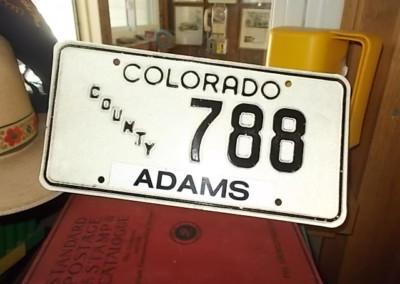 COLORADO
COUNTY
788
ADAMS
STANDARD
POSTAGE
STAMP
CATALOGUE